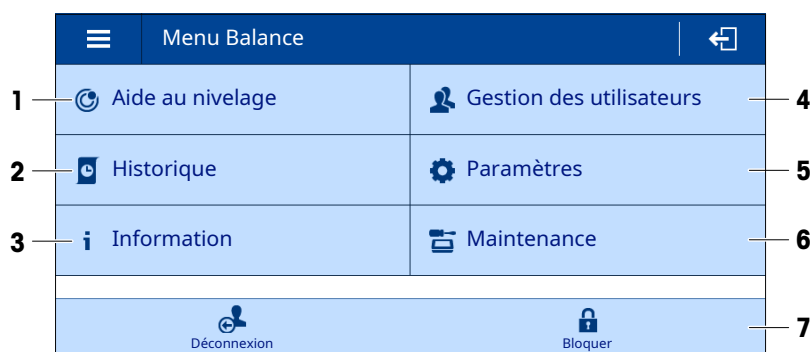 Menu Balance
1 Aide au nivelage
Gestion des utilisateurs 4
2 Historique
Paramètres 5
3 Information
Maintenance 6
Déconnexion
Bloquer 7